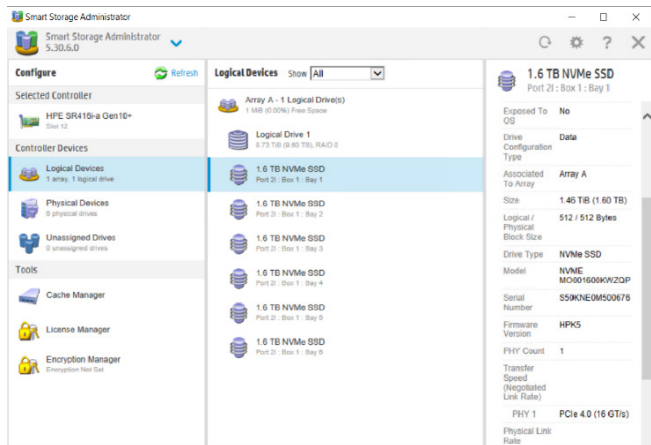 Smart Storage Administrator
Smart Storage Administrator
5.30.6.0
Configure
Refresh
Selected Controller
HPE SR416i-a Gen10+
Slot 12
Controller Devices
Logical Devices
1 array, 1 logical drive
Physical Devices
6 physical drives
Unassigned Drives
0 unassigned drives
Tools
Cache Manager
License Manager
Encryption Manager
Encryption Not Set
Logical Devices Show All
Array A - 1 Logical Drive(s)
1 MiB (0.00%) Free Space
Logical Drive 1
8.73 TiB (9.60 TB), RAID 0
1.6 TB NVMe SSD
Port 2I : Box 1 : Bay 1
1.6 TB NVMe SSD
Port 2I : Box 1 : Bay 2
1.6 TB NVMe SSD
Port 2I : Box 1 : Bay 3
1.6 TB NVMe SSD
Port 2I : Box 1 : Bay 4
1.6 TB NVMe SSD
Port 2I : Box 1 : Bay 5
1.6 TB NVMe SSD
Port 2I : Box 1 : Bay 6
1.6 TB NVMe SSD
Port 2I : Box 1 : Bay 1
Exposed To No
OS
Drive Data
Configuration
Type
Associated Array A
To Array
Size 1.46 TiB (1.60 TB)
Logical / 512 / 512 Bytes
Physical
Block Size
Drive Type NVMe SSD
Model NVME
MO001600KWZQP
Serial S50KNE0M500676
Number
Firmware HPK5
Version
PHY Count 1
Transfer
Speed
(Negotiated
Link Rate)
PHY 1 PCIe 4.0 (16 GT/s)
Physical Link
Rate